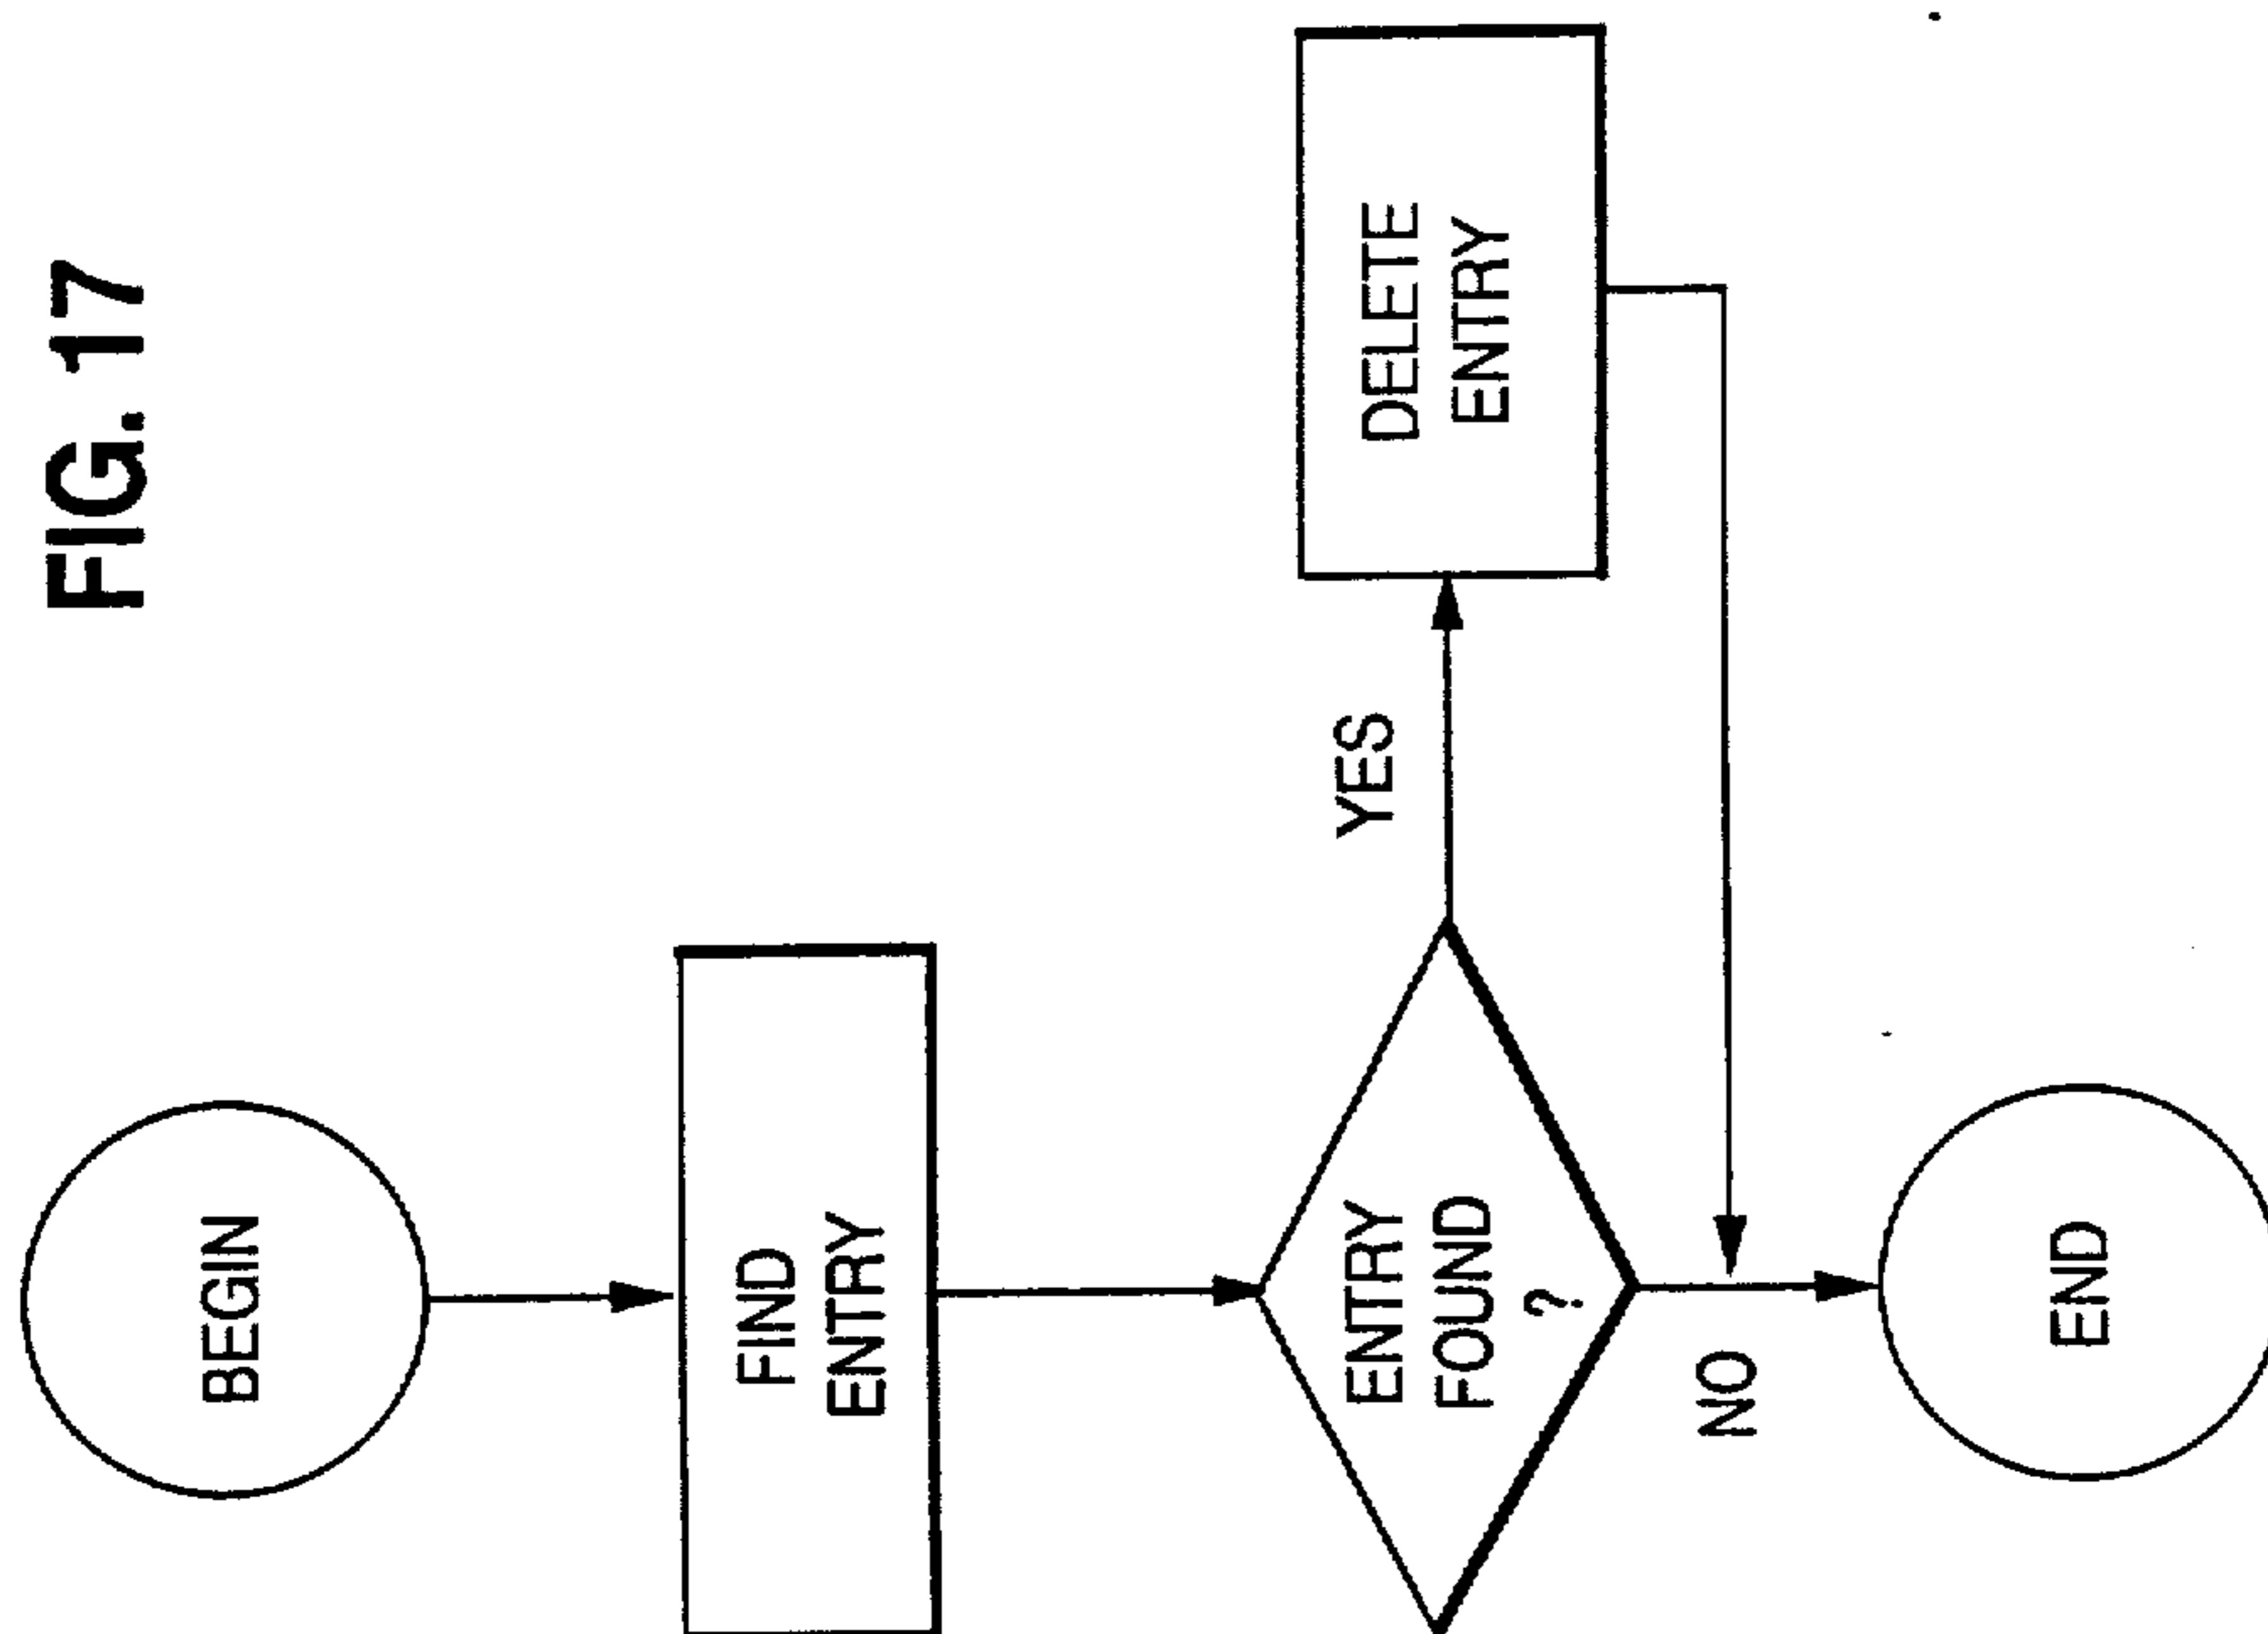 FIG. 17
BEGIN
FIND
ENTRY
ENTRY
FOUND
?
YES
DELETE
ENTRY
NO
END